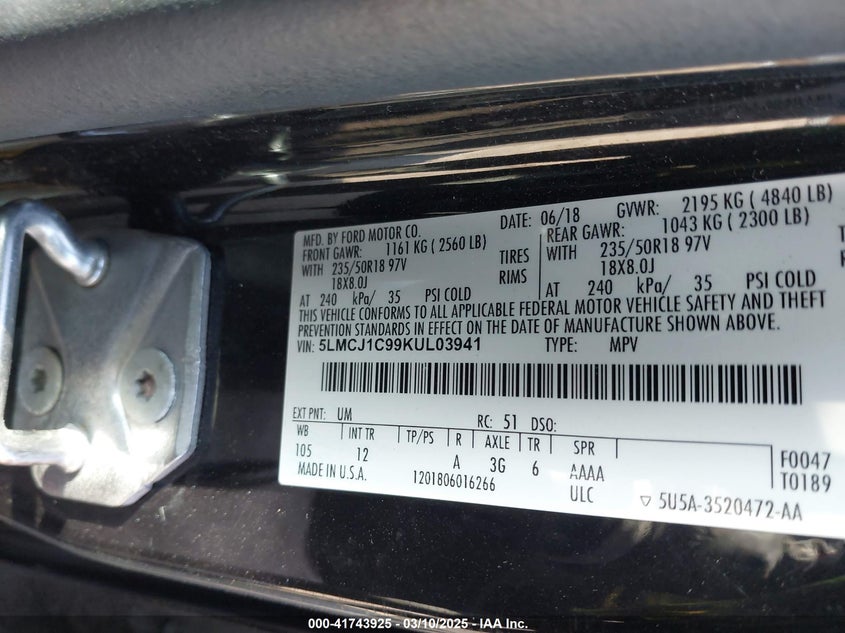 MFD. BY FORD MOTOR CO. DATE: 06/18 GVWR: 2195 KG ( 4840 LB)
FRONT GAWR: 1161 KG ( 2560 LB) REAR GAWR: 1043 KG ( 2300 LB)
WITH 235/50R18 97V TIRES WITH 235/50R18 97V
18X8.0J RIMS 18X8.0J
AT 240 kPa/ 35 PSI COLD AT 240 kPa/ 35 PSI COLD
THIS VEHICLE CONFORMS TO ALL APPLICABLE FEDERAL MOTOR VEHICLE SAFETY AND THEFT
PREVENTION STANDARDS IN EFFECT ON THE DATE OF MANUFACTURE SHOWN ABOVE.
VIN: 5LMCJ1C99KUL03941 TYPE: MPV
EXT PNT: UM RC: 51 DSO:
WB INT TR TP/PS R AXLE TR SPR
105 12 A 3G 6 AAAA
F0047
T0189
MADE IN U.S.A. 1201806016266 ULC
5U5A-3520472-AA
000-41743925 - 03/10/2025 - IAA Inc.